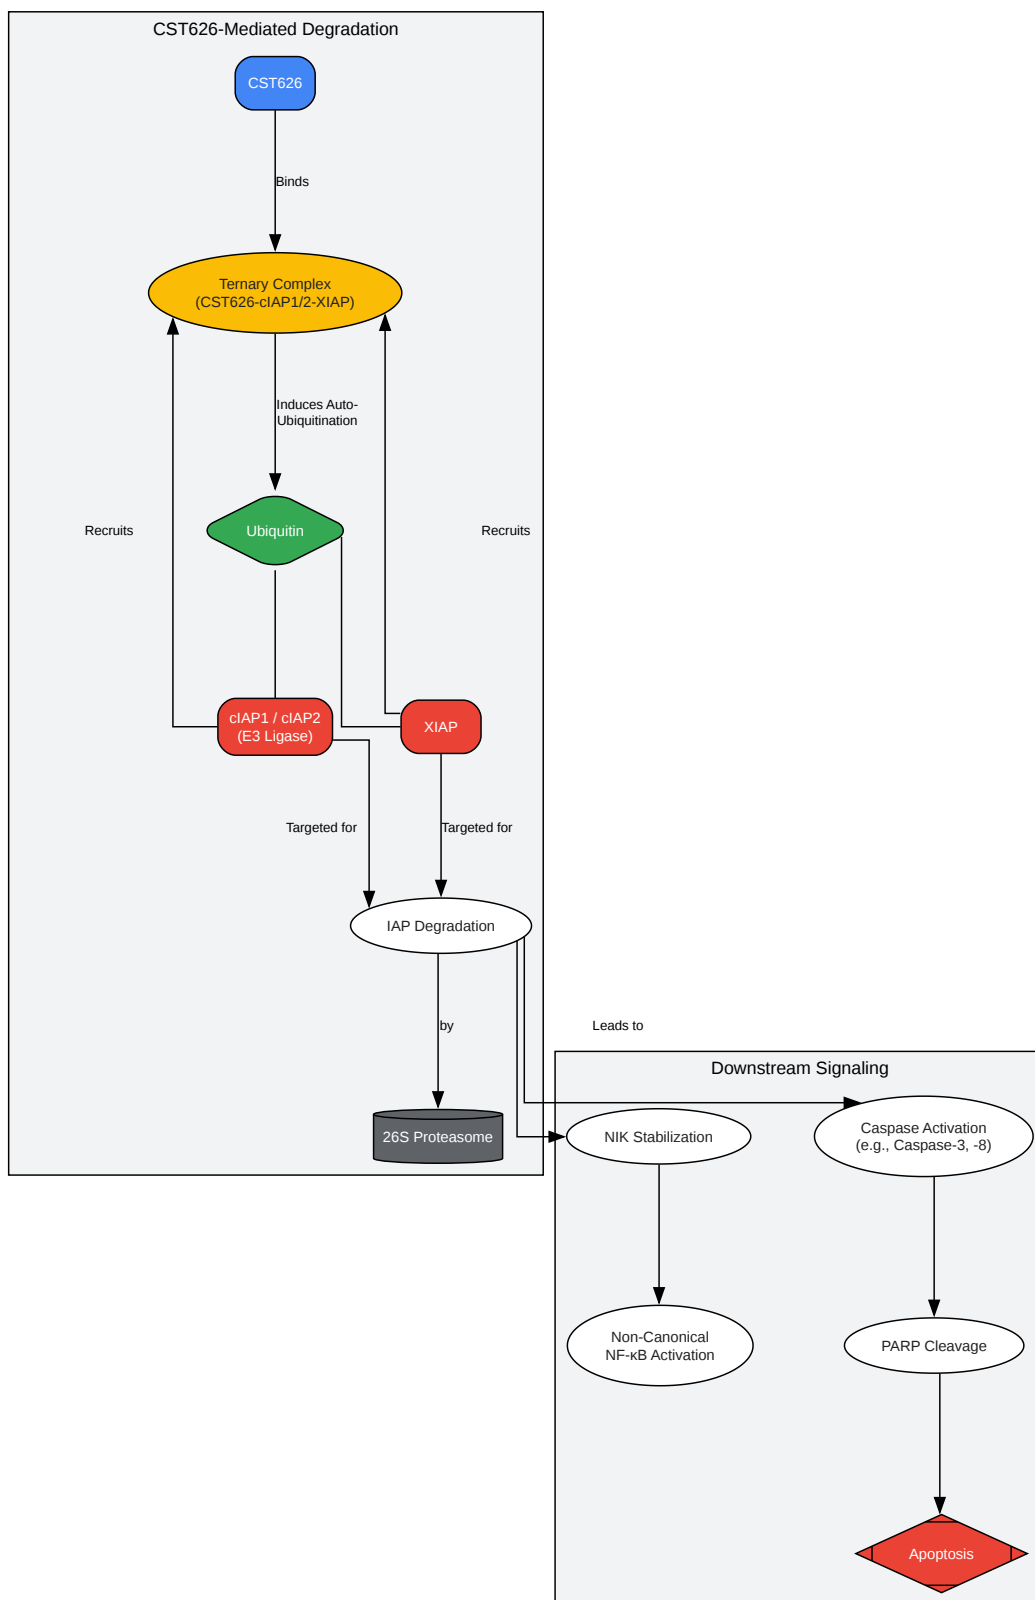 CST626-Mediated Degradation
CST626
Binds
Ternary Complex
(CST626-cIAP1/2-XIAP)
Induces Auto-
Ubiquitination
Recruits
Ubiquitin
Recruits
cIAP1 / cIAP2
(E3 Ligase)
XIAP
Targeted for
Targeted for
IAP Degradation
by
Leads to
26S Proteasome
Downstream Signaling
NIK Stabilization
Caspase Activation
(e.g., Caspase-3, -8)
Non-Canonical
NF-κB Activation
PARP Cleavage
Apoptosis